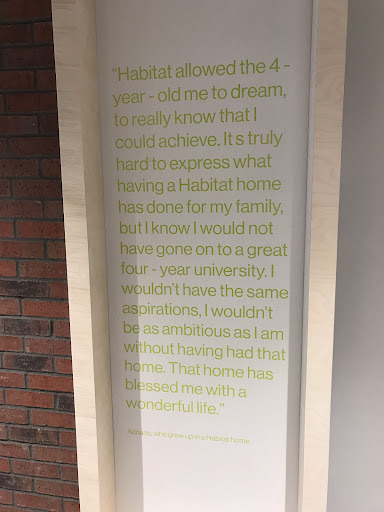 "Habitat allowed the 4 -
year - old me to dream,
to really know that I
could achieve. It s truly
hard to express what
having a Habitat home
has done for my family,
but I know I would not
have gone on to a great
four - year university. I
wouldn't have the same
aspirations, I wouldn't
be as ambitious as I am
without having had that
home. That home has
blessed me with a
wonderful life."
who grew up in a Habitat home